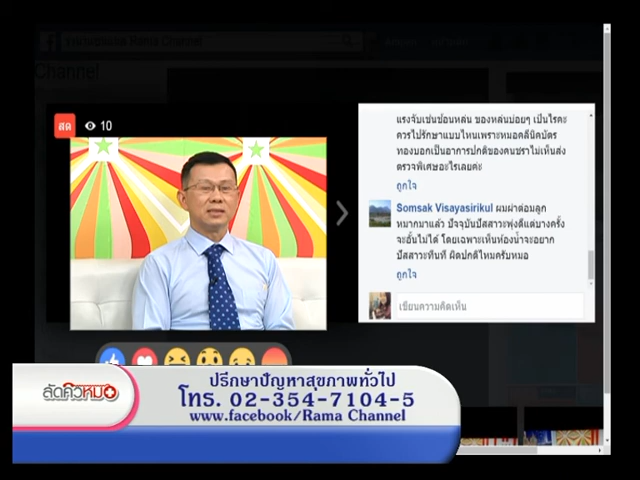 Rama Channel
Channel
สด 10
แรงจับเช่นช้อนหล่น ของหล่นบ่อยๆ เป็นไรคะ
ควรไปรักษาแบบไหนเพราะหมอคลีนิคบัตร
ทองบอกเป็นอาการปกติของคนชราไม่เห็นส่ง
ตรวจพิเศษอะไรเลยค่ะ
ถูกใจ
Somsak Visayasirikul ผมผ่าต่อมลูก
หมากมาแล้ว ปัจจุบันปัสสาวะพุ่งดีแต่บางครั้ง
จะอั้นไม่ได้ โดยเฉพาะเห็นห้องน้ำจะอยาก
ปัสสาวะทันที ผิดปกติไหมครับหมอ
ถูกใจ
เขียนความคิดเห็น
ลัดคิวหมอ
ปรึกษาปัญหาสุขภาพทั่วไป
โทร. 02-354-7104-5
www.facebook/Rama Channel